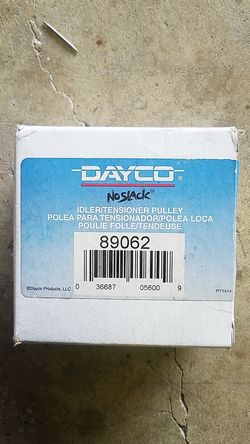 DAYCO®
NOSLACK®
IDLER/TENSIONER PULLEY
POLEA PARA TENSIONADOR/POLEA LOCA
POULIE FOLLE/TENDEUSE
89062
0 36687 05600 9
©Dayco Products, LLC
PT1414